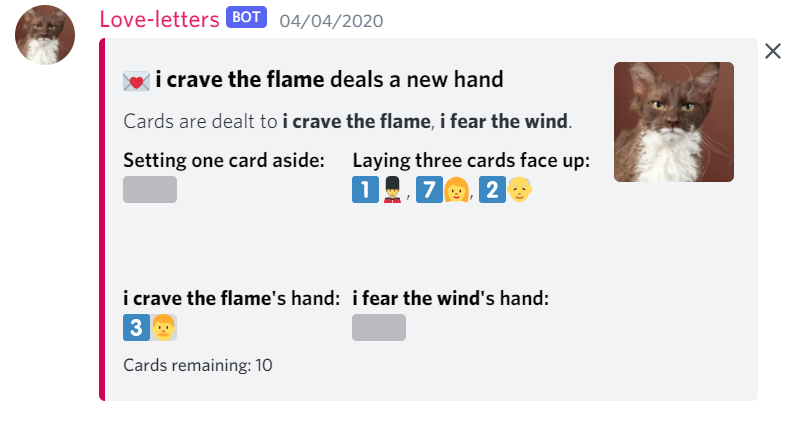 Love-letters BOT 04/04/2020
💌 i crave the flame deals a new hand
Cards are dealt to i crave the flame, i fear the wind.
Setting one card aside: Laying three cards face up:
1 💂, 7 👩, 2 👴
i crave the flame's hand: i fear the wind's hand:
3 👨
Cards remaining: 10